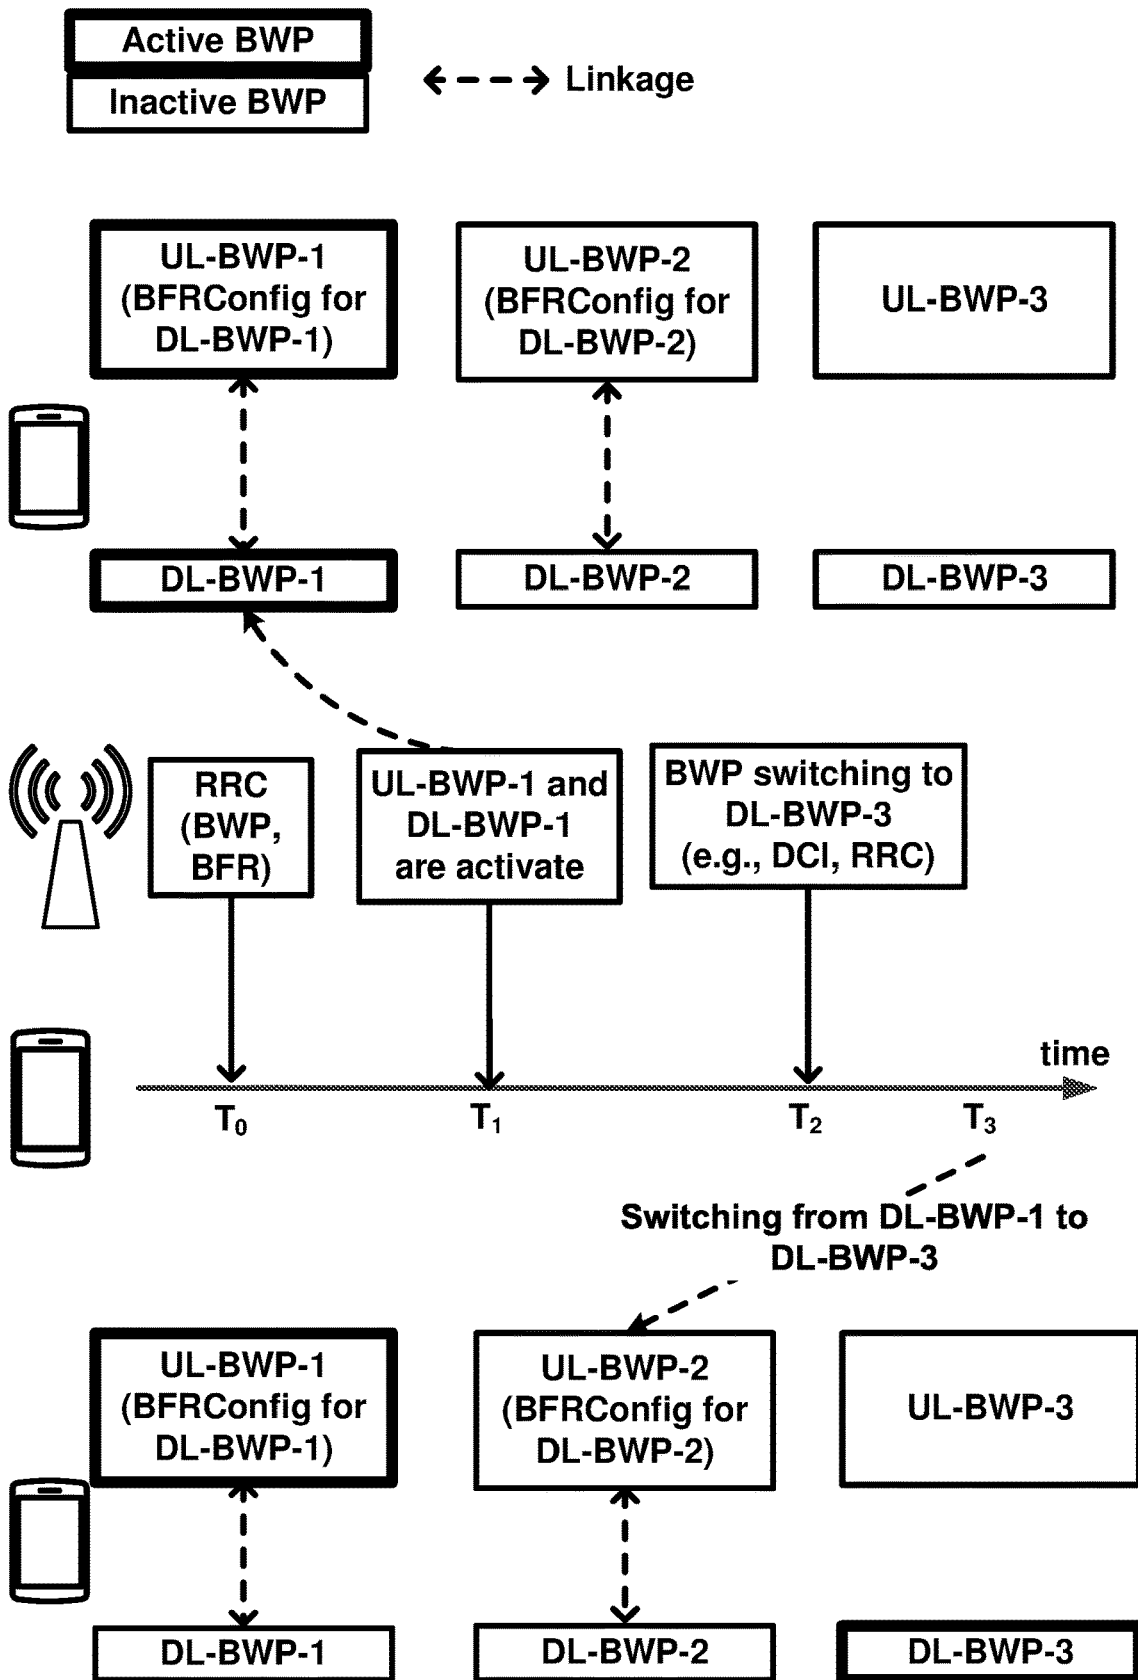 Active BWP
Inactive BWP
Linkage
UL-BWP-1
(BFRConfig for
DL-BWP-1)
UL-BWP-2
(BFRConfig for
DL-BWP-2)
UL-BWP-3
DL-BWP-1
DL-BWP-2
DL-BWP-3
RRC
(BWP,
BFR)
UL-BWP-1 and
DL-BWP-1
are activate
BWP switching to
DL-BWP-3
(e.g., DCI, RRC)
time
T0
T1
T2
T3
Switching from DL-BWP-1 to
DL-BWP-3
UL-BWP-1
(BFRConfig for
DL-BWP-1)
UL-BWP-2
(BFRConfig for
DL-BWP-2)
UL-BWP-3
DL-BWP-1
DL-BWP-2
DL-BWP-3